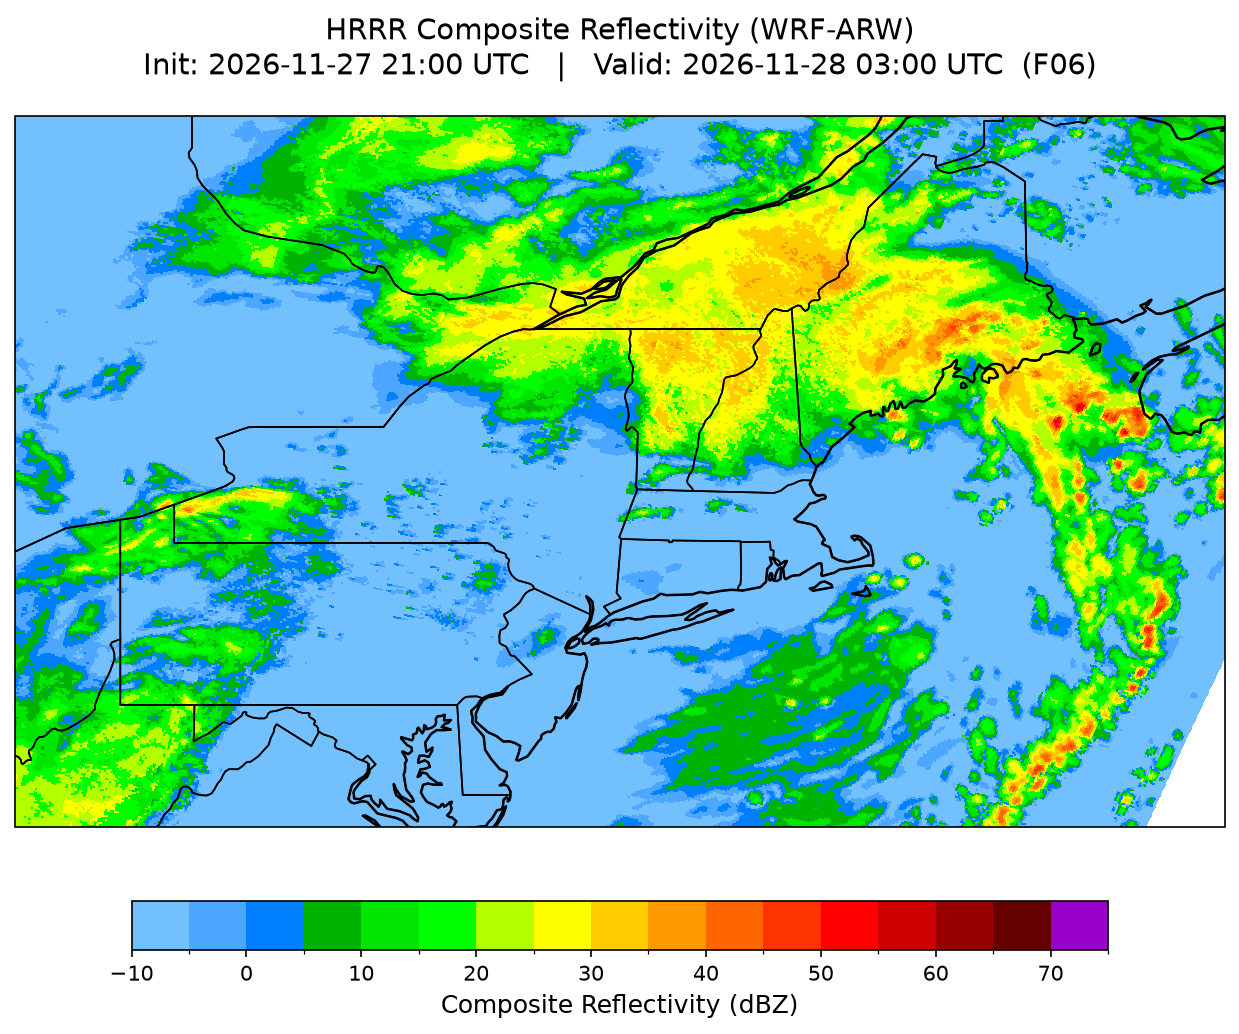 HRRR Composite Reflectivity (WRF-ARW)
Init: 2026-11-27 21:00 UTC | Valid: 2026-11-28 03:00 UTC (F06)
−10 0 10 20 30 40 50 60 70
Composite Reflectivity (dBZ)